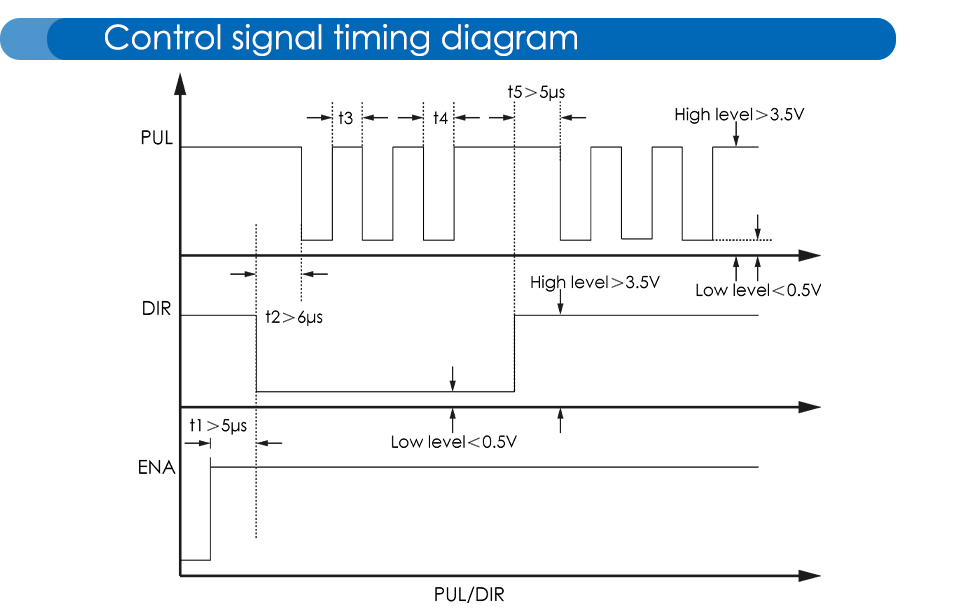 Control signal timing diagram
t5>5µs
t3
t4
High level>3.5V
PUL
High level>3.5V
Low level<0.5V
DIR
t2>6µs
t1>5µs
Low level<0.5V
ENA
PUL/DIR